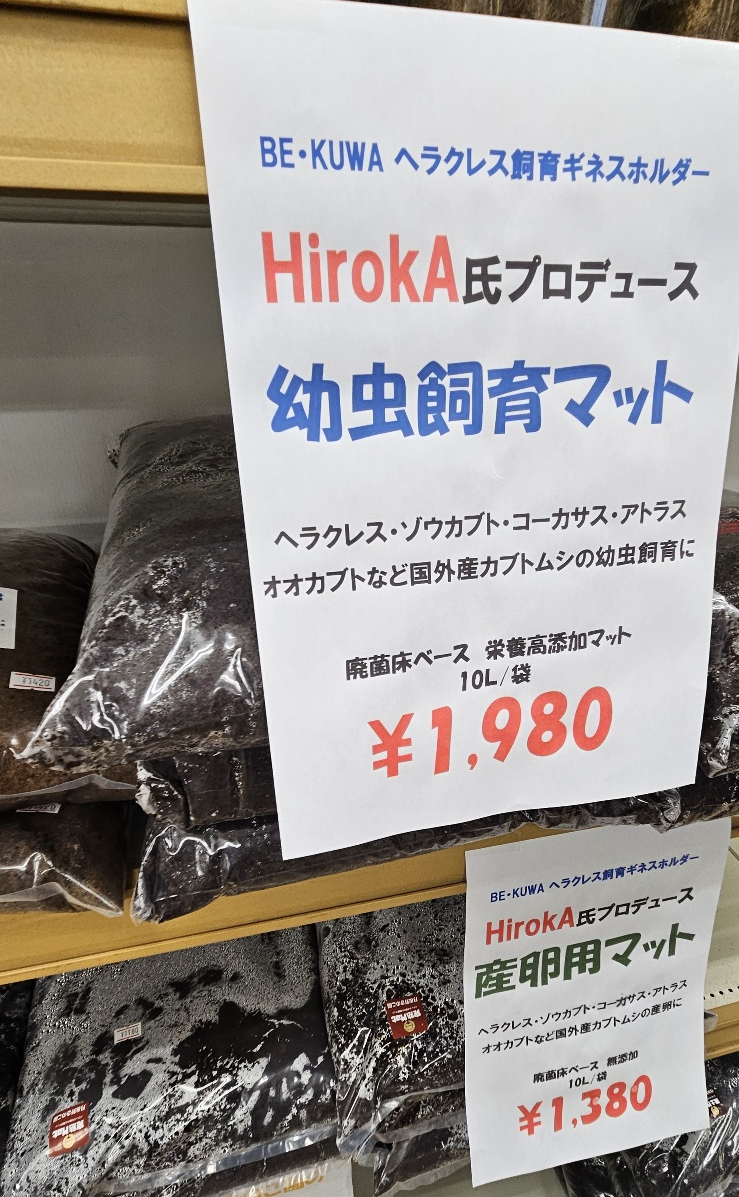 BE・KUWA ヘラクレス飼育ギネスホルダー
HirokA氏プロデュース
幼虫飼育マット
ヘラクレス・ゾウカブト・コーカサス・アトラス
オオカブトなど国外産カブトムシの幼虫飼育に
廃菌床ベース 栄養高添加マット
10L/袋
¥1,980
¥1420
BE・KUWA ヘラクレス飼育ギネスホルダー
HirokA氏プロデュース
産卵用マット
ヘラクレス・ゾウカブト・コーカサス・アトラス
オオカブトなど国外産カブトムシの産卵に
廃菌床ベース 無添加
10L/袋
¥1,380